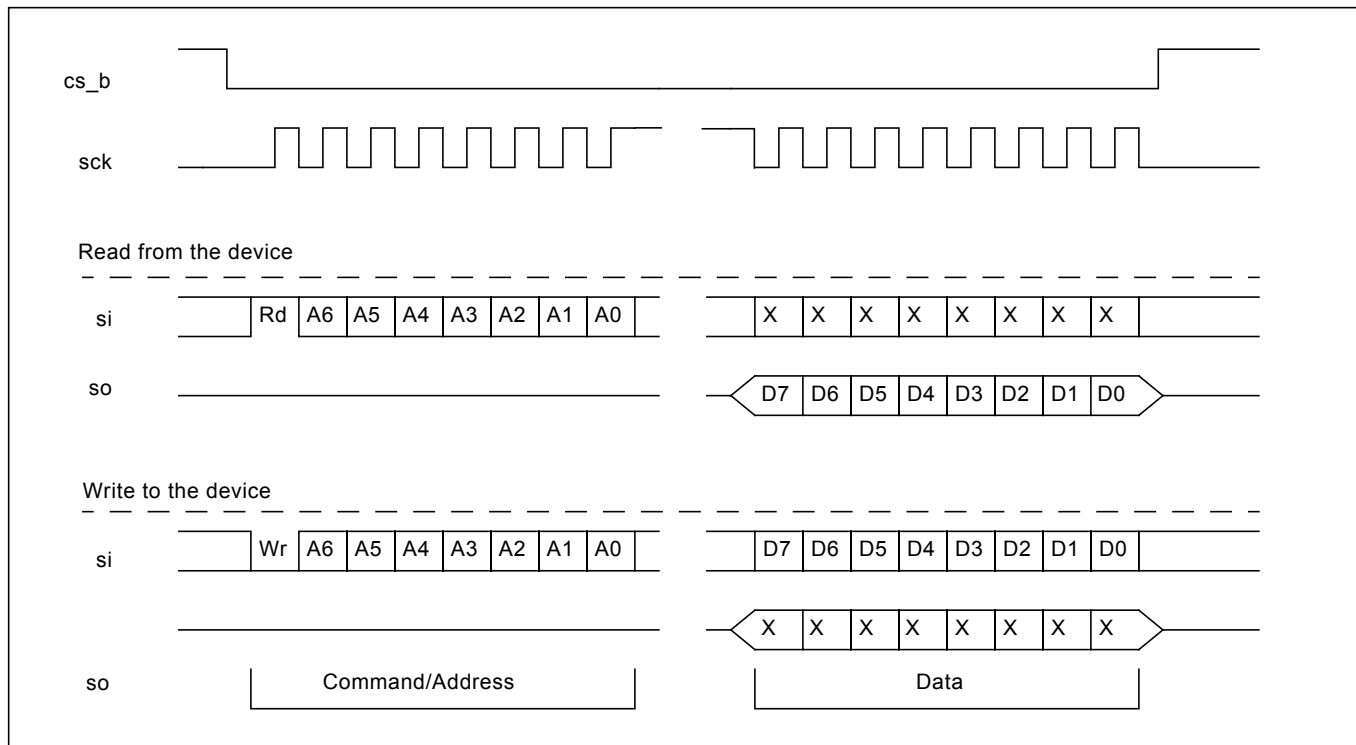 cs_b
sck
Read from the device
si Rd A6 A5 A4 A3 A2 A1 A0 X X X X X X X X
so D7 D6 D5 D4 D3 D2 D1 D0
Write to the device
si Wr A6 A5 A4 A3 A2 A1 A0 D7 D6 D5 D4 D3 D2 D1 D0
X X X X X X X X
so Command/Address Data